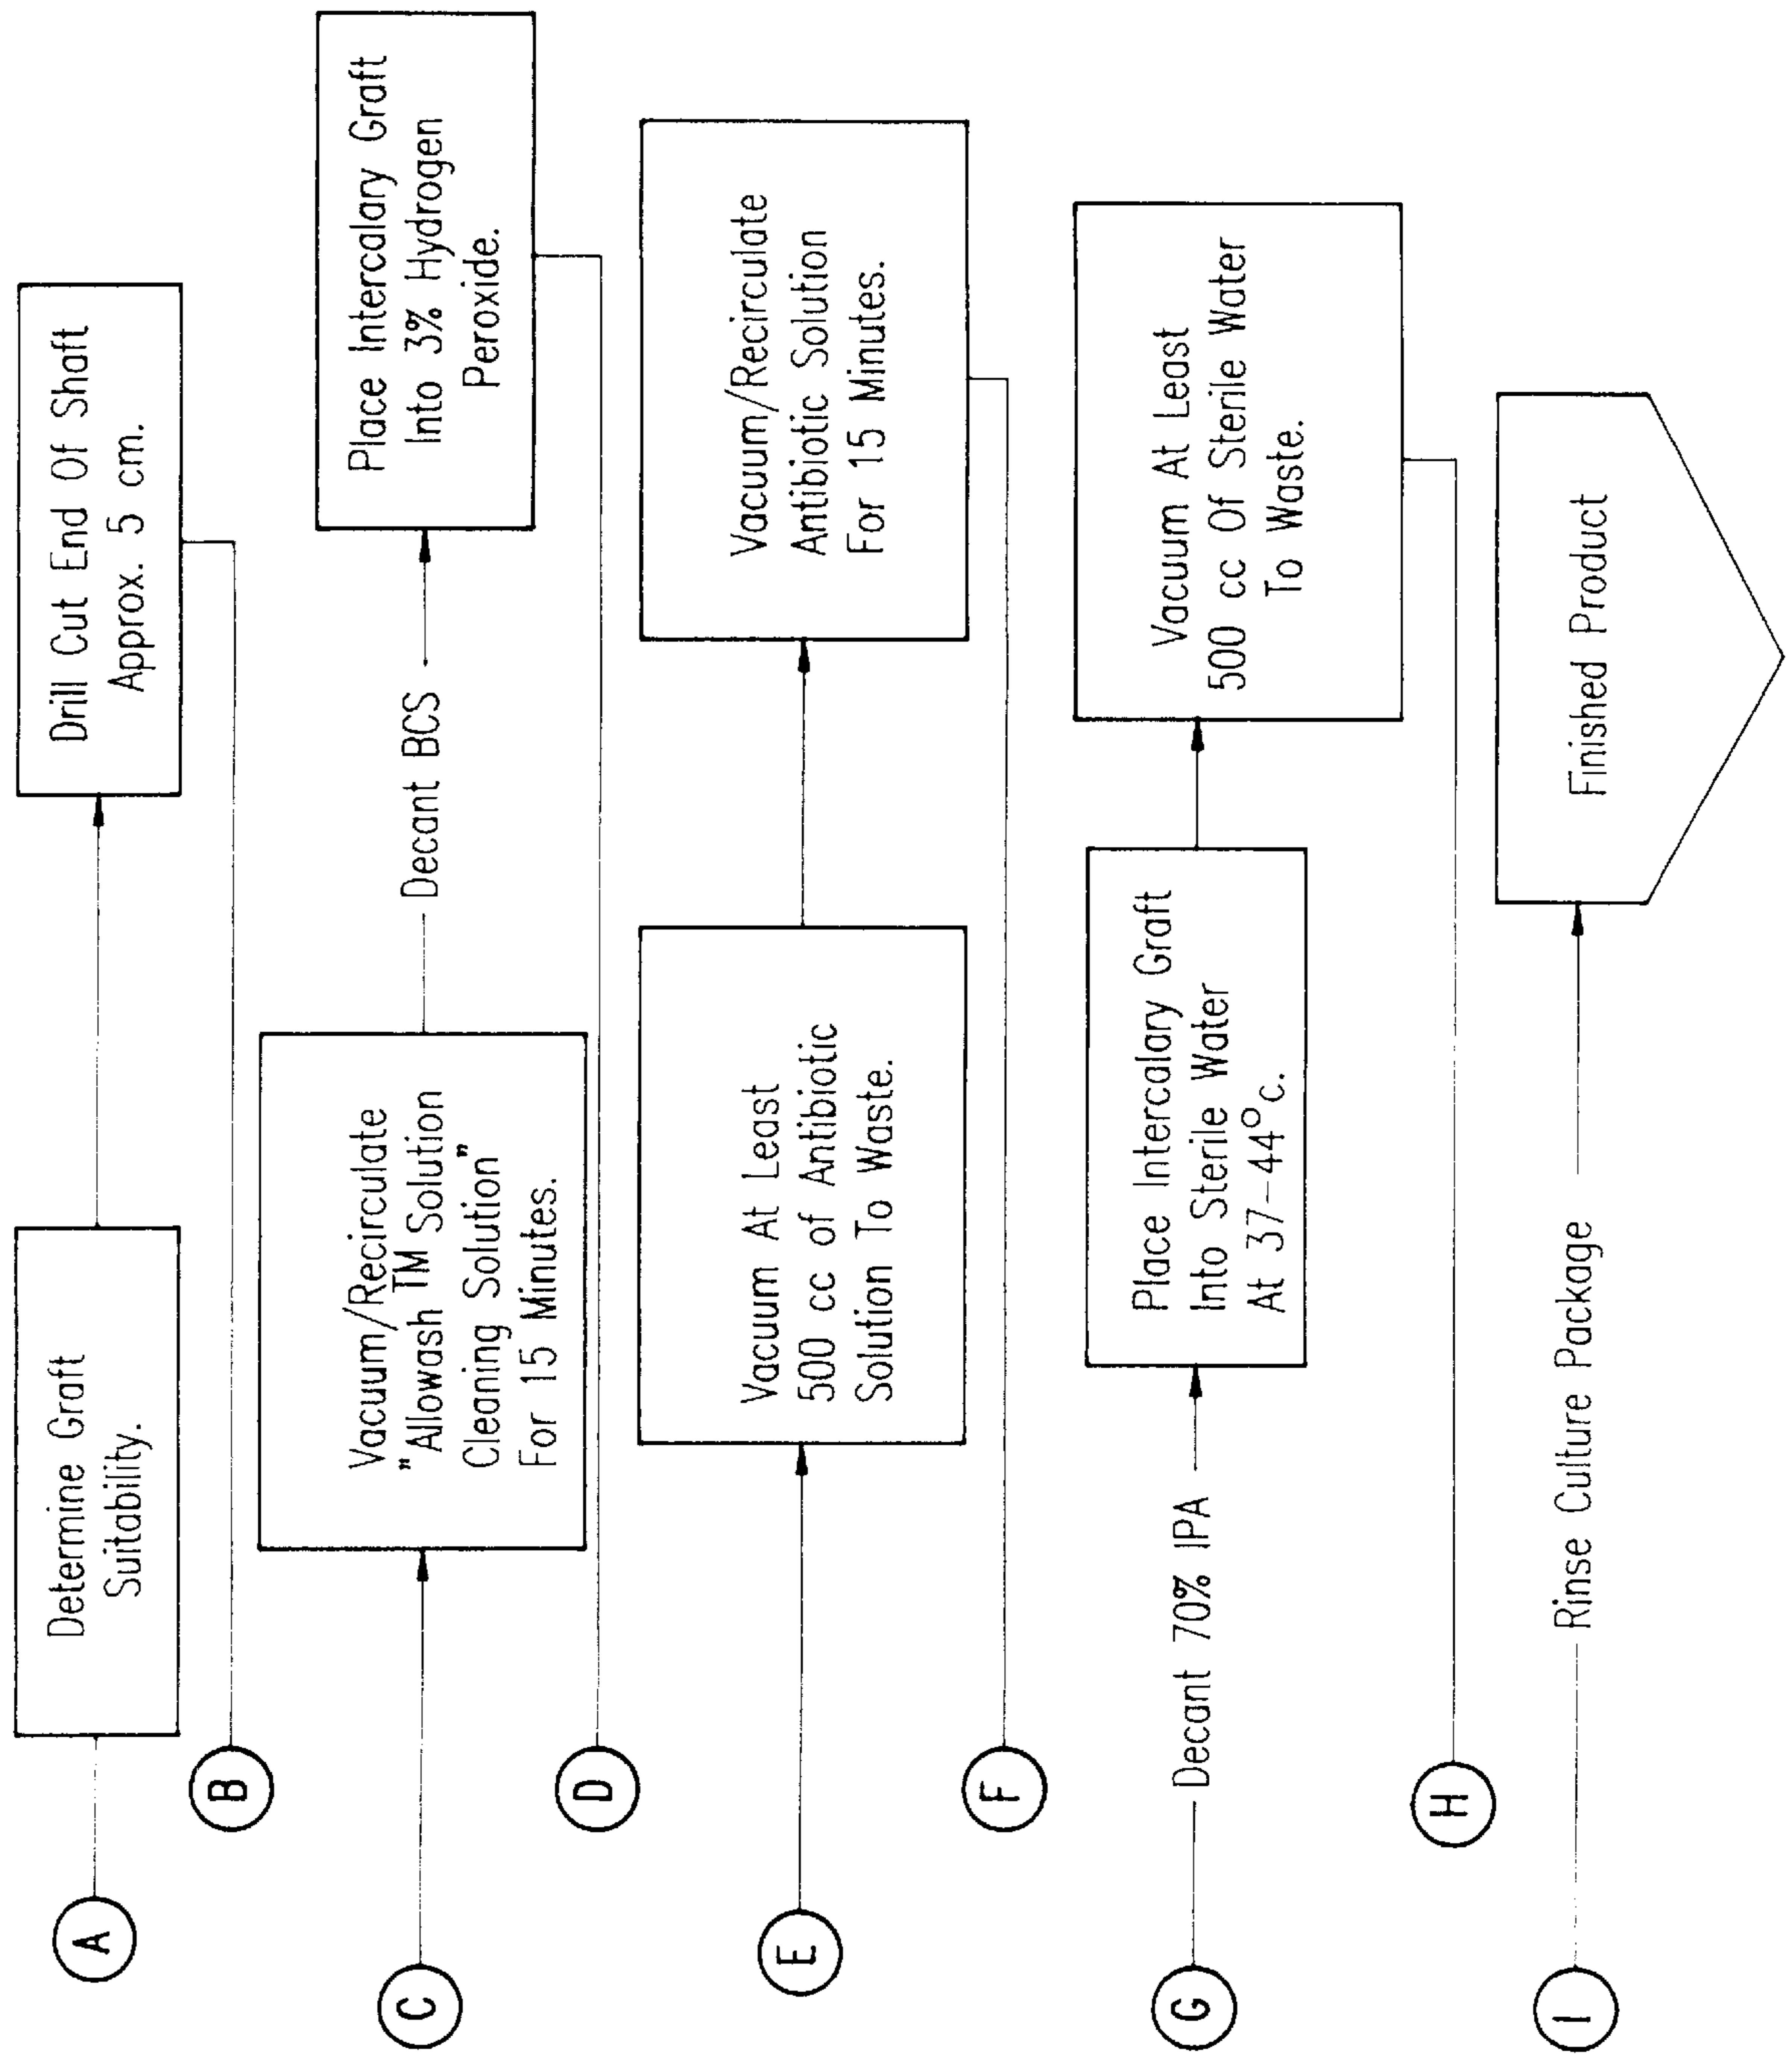 A
Determine Graft
Suitability.
Drill Cut End Of Shaft
Approx. 5 cm.
B
C
Vacuum/Recirculate
"Allowash TM Solution
Cleaning Solution"
For 15 Minutes.
Decant BCS
Place Intercalary Graft
Into 3% Hydrogen
Peroxide.
D
E
Vacuum At Least
500 cc of Antibiotic
Solution To Waste.
Vacuum/Recirculate
Antibiotic Solution
For 15 Minutes.
F
G
Decant 70% IPA
Place Intercalary Graft
Into Sterile Water
At 37-44°c.
Vacuum At Least
500 cc Of Sterile Water
To Waste.
H
I
Rinse Culture Package
Finished Product